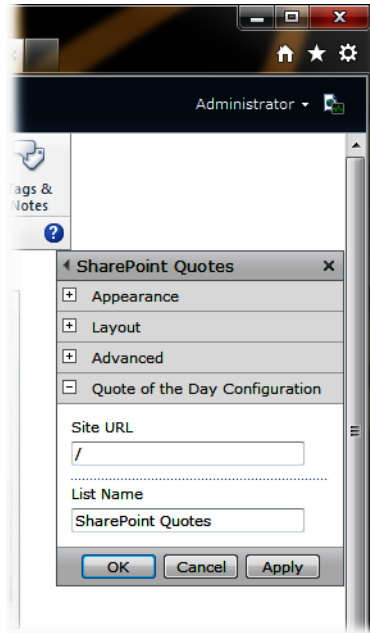 Administrator
Tags &
Notes
SharePoint Quotes
Appearance
Layout
Advanced
Quote of the Day Configuration
Site URL
/
List Name
SharePoint Quotes
OK Cancel Apply